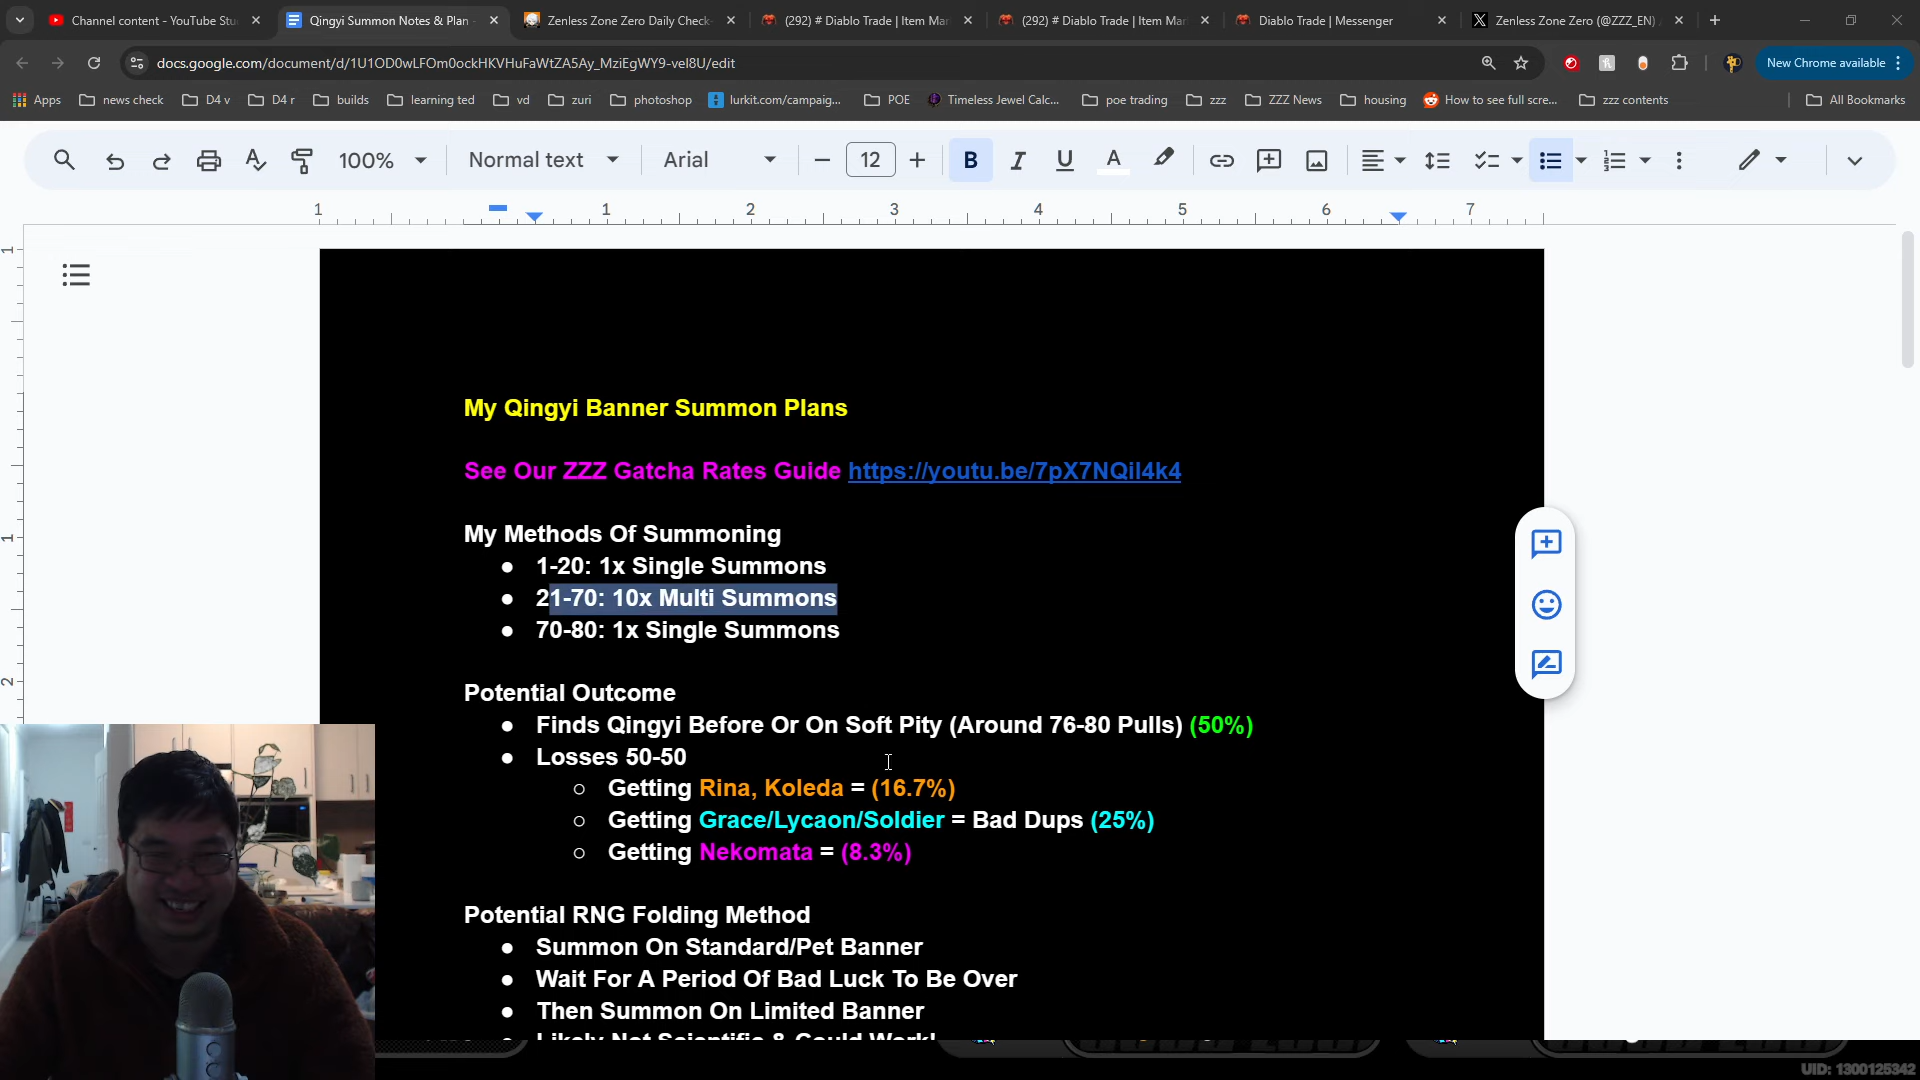 Channel content - YouTube Stu
Qingyi Summon Notes & Plan -
Zenless Zone Zero Daily Check-
(292) # Diablo Trade | Item Mar
(292) # Diablo Trade | Item Mar
Diablo Trade | Messenger
Zenless Zone Zero (@ZZZ_EN)
docs.google.com/document/d/1U1OD0wLFOm0ockHKVHuFaWtZA5Ay_MziEgWY9-vel8U/edit
New Chrome available
Apps
news check
D4 v
D4 r
builds
learning ted
vd
zuri
photoshop
lurkit.com/campaig...
POE
Timeless Jewel Calc...
poe trading
zzz
ZZZ News
housing
How to see full scre...
zzz contents
All Bookmarks
100%
Normal text
Arial
12
B I U A
1 1 2 3 4 5 6 7
1
1
2
My Qingyi Banner Summon Plans
See Our ZZZ Gatcha Rates Guide https://youtu.be/7pX7NQil4k4
My Methods Of Summoning
● 1-20: 1x Single Summons
● 21-70: 10x Multi Summons
● 70-80: 1x Single Summons
Potential Outcome
● Finds Qingyi Before Or On Soft Pity (Around 76-80 Pulls) (50%)
● Losses 50-50
○ Getting Rina, Koleda = (16.7%)
○ Getting Grace/Lycaon/Soldier = Bad Dups (25%)
○ Getting Nekomata = (8.3%)
Potential RNG Folding Method
● Summon On Standard/Pet Banner
● Wait For A Period Of Bad Luck To Be Over
● Then Summon On Limited Banner
● Likely Not Scientific & Could Work!
UID: 1300125342